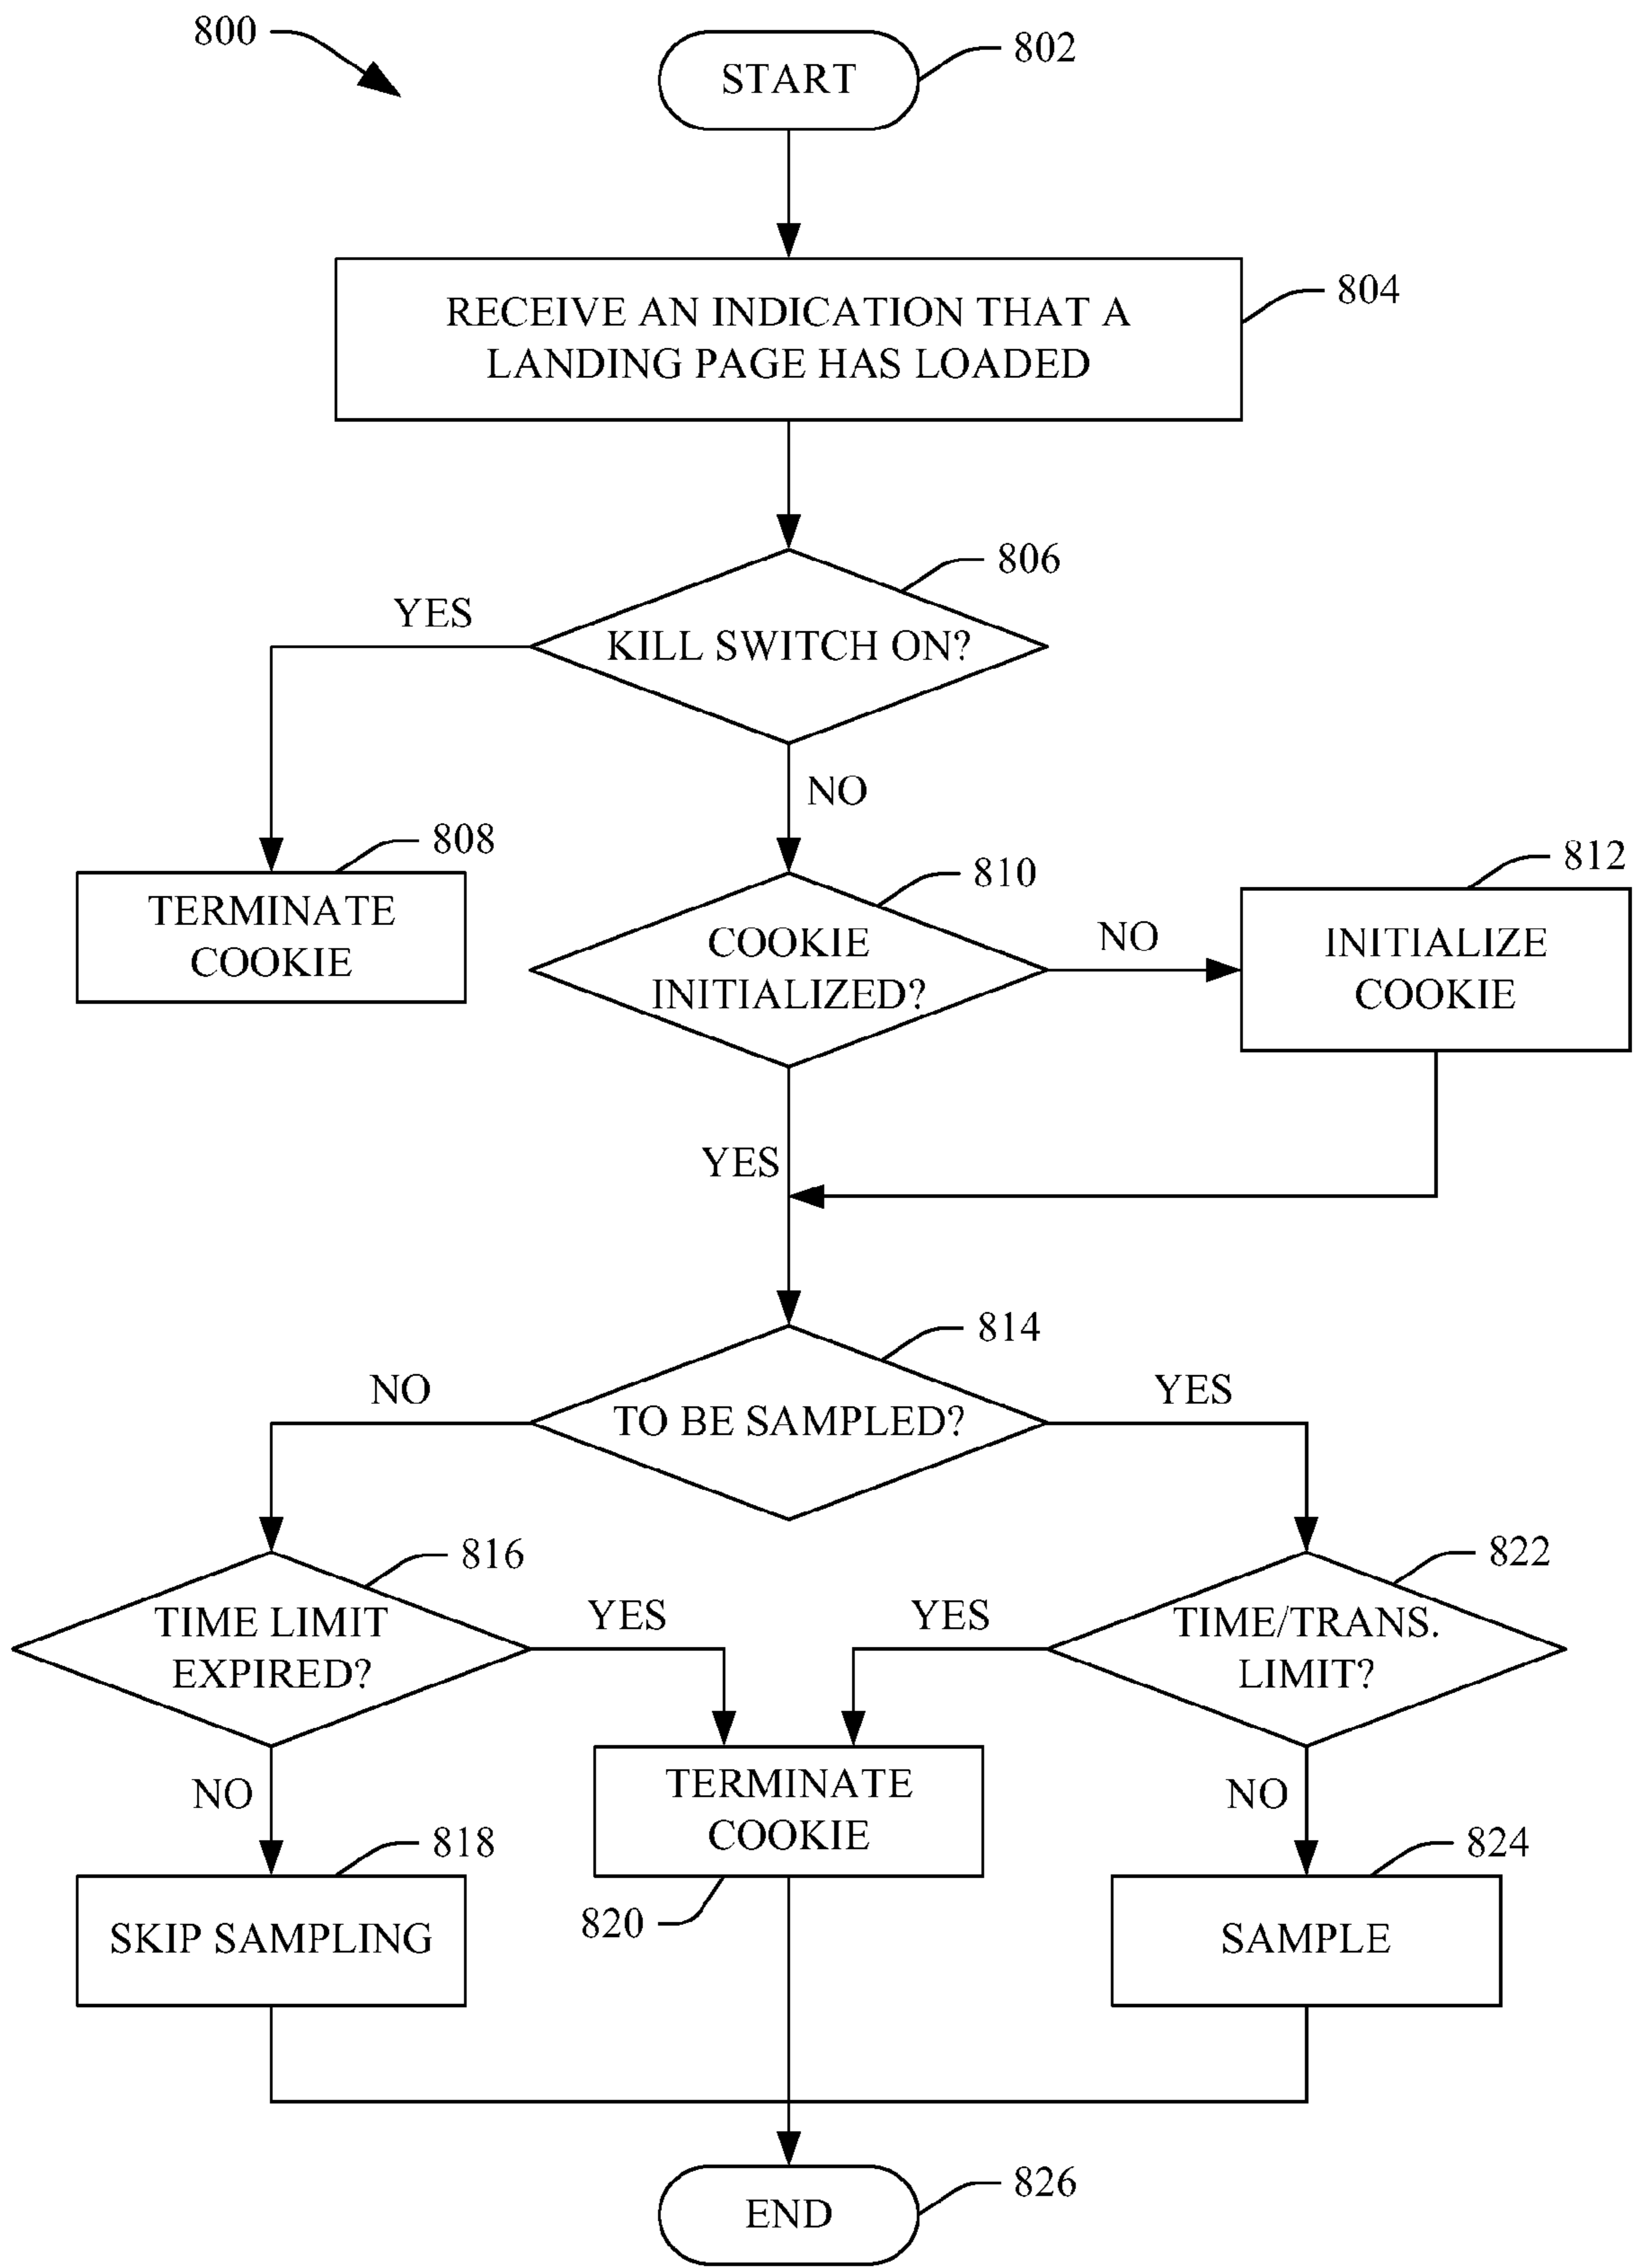 800
START
802
RECEIVE AN INDICATION THAT A
LANDING PAGE HAS LOADED
804
806
KILL SWITCH ON?
YES
NO
808
TERMINATE
COOKIE
810
COOKIE
INITIALIZED?
NO
812
INITIALIZE
COOKIE
YES
814
TO BE SAMPLED?
NO
YES
816
TIME LIMIT
EXPIRED?
YES
YES
822
TIME/TRANS.
LIMIT?
NO
818
SKIP SAMPLING
TERMINATE
COOKIE
820
NO
824
SAMPLE
END
826